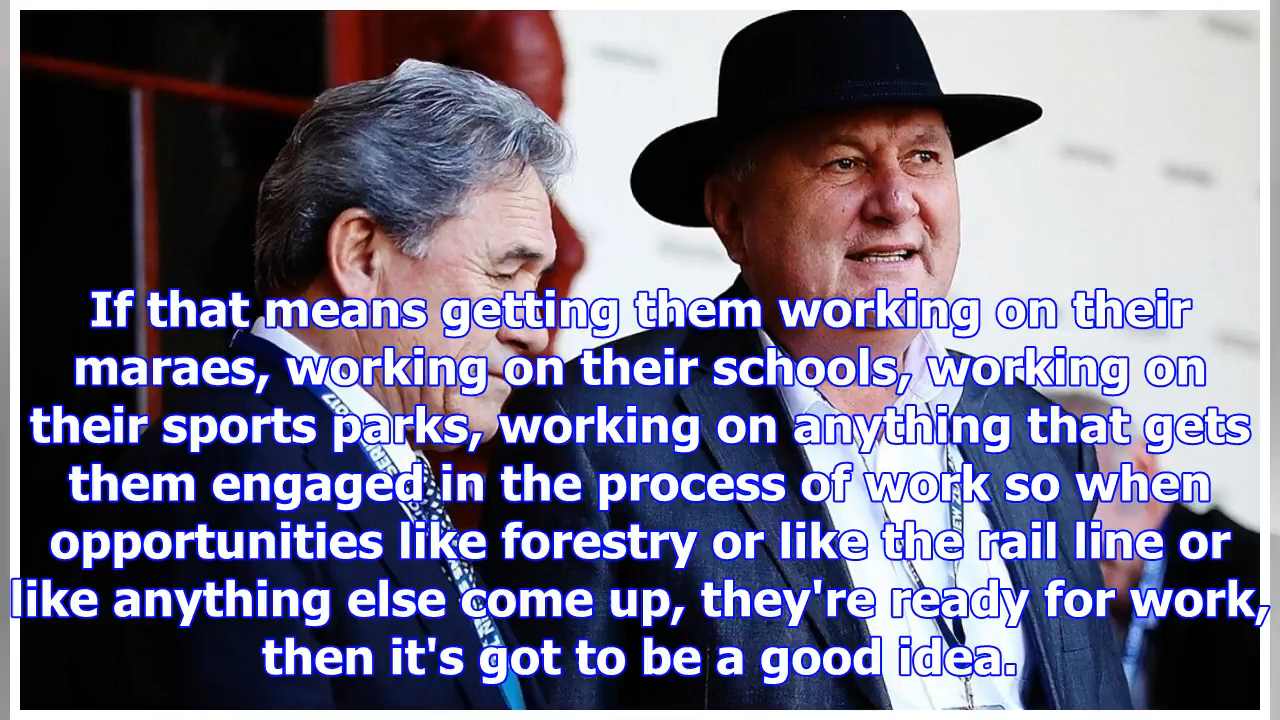 If that means getting them working on their
maraes, working on their schools, working on
their sports parks, working on anything that gets
them engaged in the process of work so when
opportunities like forestry or like the rail line or
like anything else come up, they're ready for work,
then it's got to be a good idea.
2017